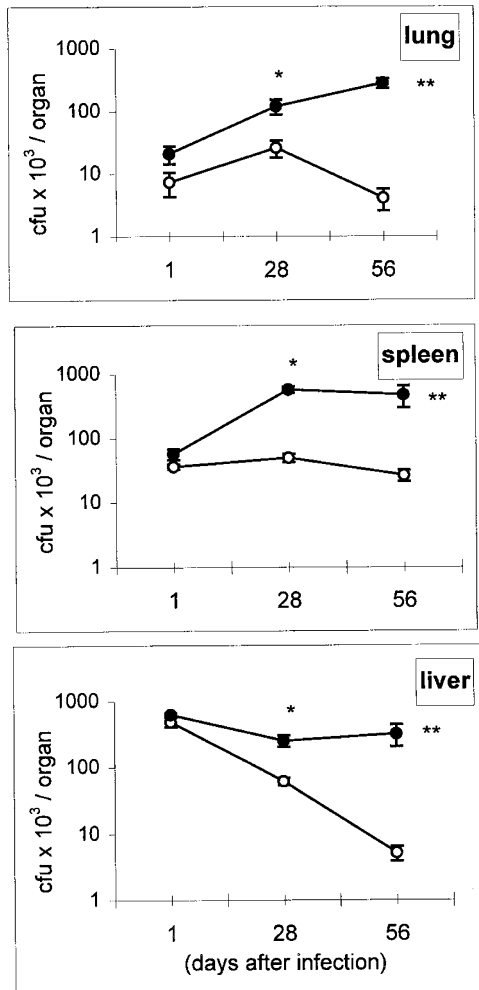 lung
cfu x 10³ / organ
1000
100
10
1
*
**
1 28 56
spleen
cfu x 10³ / organ
1000
100
10
1
*
**
1 28 56
liver
cfu x 10³ / organ
1000
100
10
1
*
**
1 28 56
(days after infection)